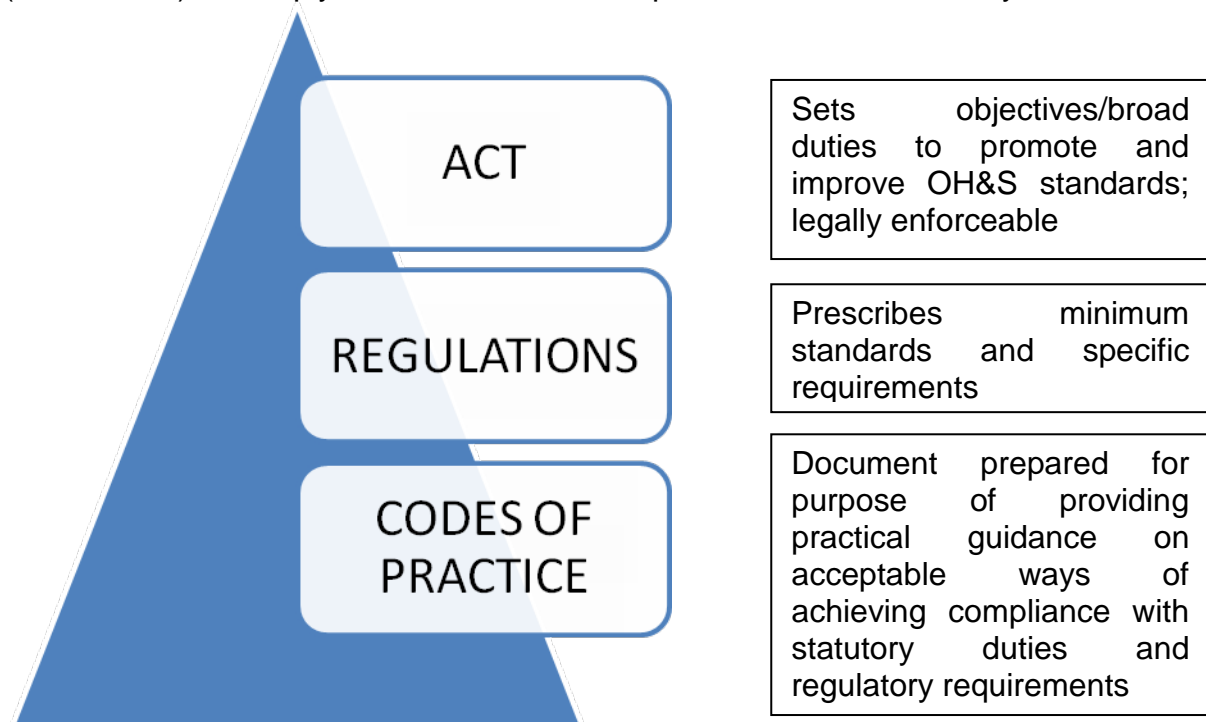 ACT
Sets objectives/broad
duties to promote and
improve OH&S standards;
legally enforceable
REGULATIONS
Prescribes minimum
standards and specific
requirements
CODES OF
PRACTICE
Document prepared for
purpose of providing
practical guidance on
acceptable ways of
achieving compliance with
statutory duties and
regulatory requirements